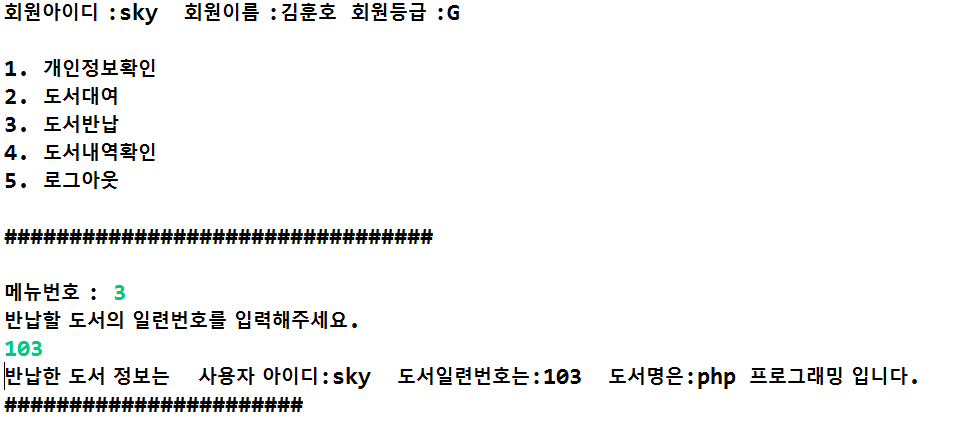 회원아이디 :sky  회원이름 :김훈호 회원등급 :G
1. 개인정보확인
2. 도서대여
3. 도서반납
4. 도서내역확인
5. 로그아웃
#################################
메뉴번호 : 3
반납할 도서의 일련번호를 입력해주세요.
103
반납한 도서 정보는  사용자 아이디:sky  도서일련번호는:103  도서명은:php 프로그래밍 입니다.
#######################